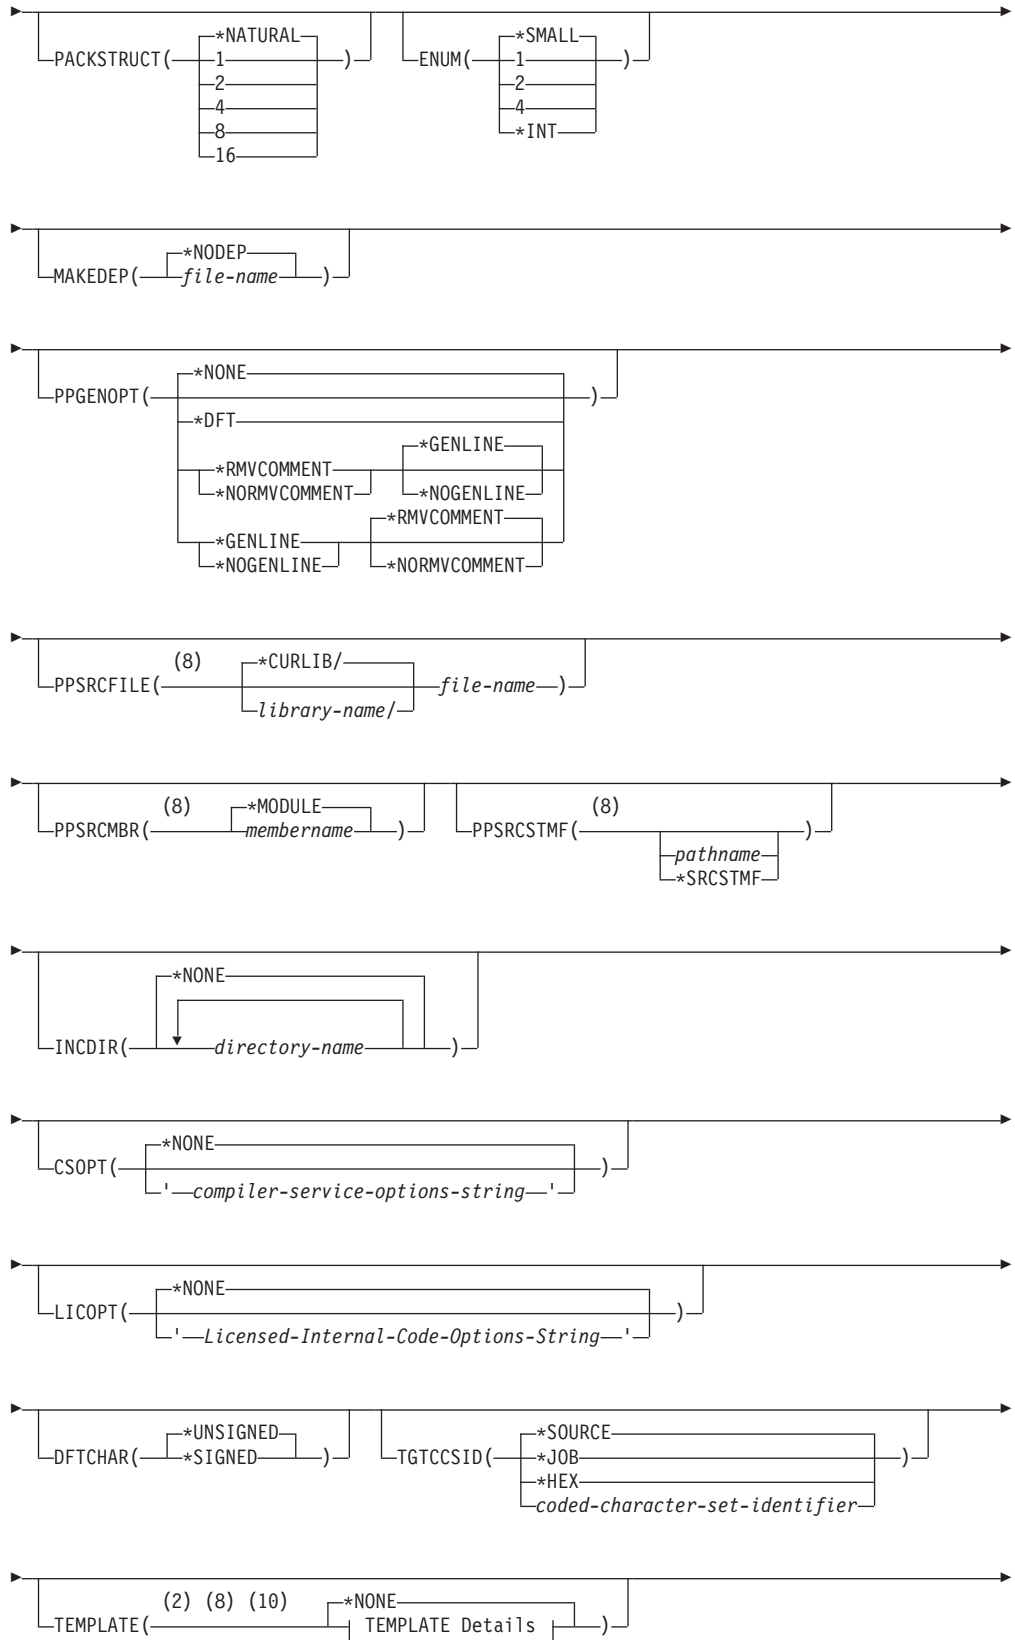 *NATURAL *SMALL
PACKSTRUCT( 1 ) ENUM( 1 )
2 2
4 4
8 *INT
16
*NODEP
MAKEDEP( file-name )
*NONE
PPGENOPT( )
*DFT
*GENLINE
*RMVCOMMENT
*NORMVCOMMENT *NOGENLINE
*RMVCOMMENT
*GENLINE
*NOGENLINE *NORMVCOMMENT
(8) *CURLIB/
PPSRCFILE( file-name )
library-name/
(8) *MODULE (8)
PPSRCMBR( membername ) PPSRCSTMF( )
pathname
*SRCSTMF
*NONE
INCDIR( directory-name )
*NONE
CSOPT( )
' compiler-service-options-string '
*NONE
LICOPT( )
' Licensed-Internal-Code-Options-String '
*UNSIGNED *SOURCE
DFTCHAR( *SIGNED ) TGTCCSID( *JOB )
*HEX
coded-character-set-identifier
(2) (8) (10) *NONE
TEMPLATE( TEMPLATE Details )